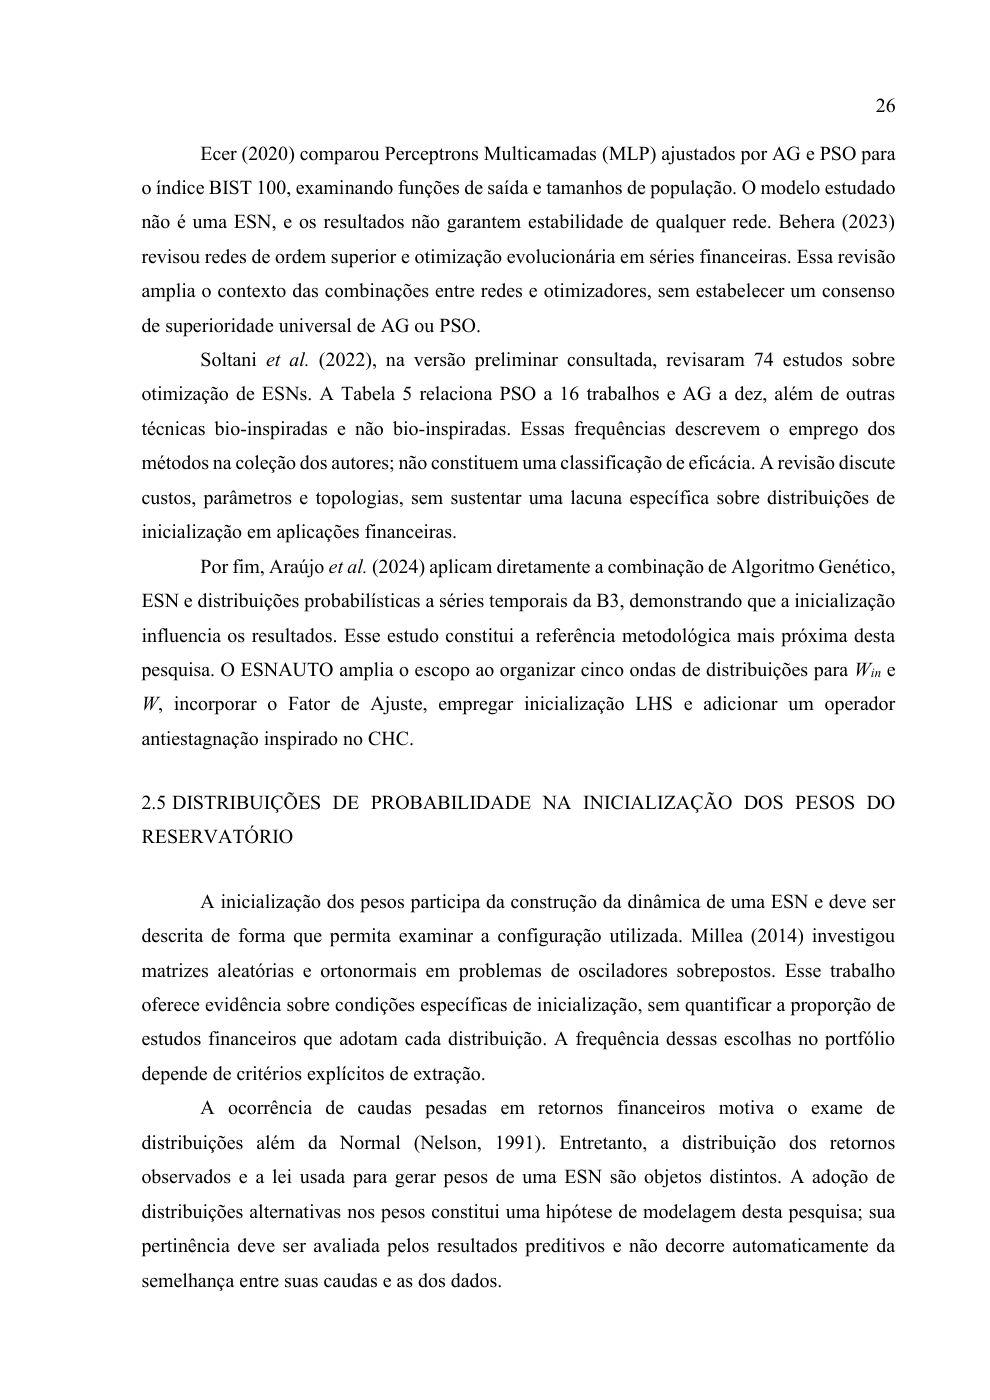 26
Ecer (2020) comparou Perceptrons Multicamadas (MLP) ajustados por AG e PSO para
o índice BIST 100, examinando funções de saída e tamanhos de população. O modelo estudado
não é uma ESN, e os resultados não garantem estabilidade de qualquer rede. Behera (2023)
revisou redes de ordem superior e otimização evolucionária em séries financeiras. Essa revisão
amplia o contexto das combinações entre redes e otimizadores, sem estabelecer um consenso
de superioridade universal de AG ou PSO.
Soltani et al. (2022), na versão preliminar consultada, revisaram 74 estudos sobre
otimização de ESNs. A Tabela 5 relaciona PSO a 16 trabalhos e AG a dez, além de outras
técnicas bio-inspiradas e não bio-inspiradas. Essas frequências descrevem o emprego dos
métodos na coleção dos autores; não constituem uma classificação de eficácia. A revisão discute
custos, parâmetros e topologias, sem sustentar uma lacuna específica sobre distribuições de
inicialização em aplicações financeiras.
Por fim, Araújo et al. (2024) aplicam diretamente a combinação de Algoritmo Genético,
ESN e distribuições probabilísticas a séries temporais da B3, demonstrando que a inicialização
influencia os resultados. Esse estudo constitui a referência metodológica mais próxima desta
pesquisa. O ESNAUTO amplia o escopo ao organizar cinco ondas de distribuições para Win e
W, incorporar o Fator de Ajuste, empregar inicialização LHS e adicionar um operador
antiestagnação inspirado no CHC.
2.5 DISTRIBUIÇÕES DE PROBABILIDADE NA INICIALIZAÇÃO DOS PESOS DO
RESERVATÓRIO
A inicialização dos pesos participa da construção da dinâmica de uma ESN e deve ser
descrita de forma que permita examinar a configuração utilizada. Millea (2014) investigou
matrizes aleatórias e ortonormais em problemas de osciladores sobrepostos. Esse trabalho
oferece evidência sobre condições específicas de inicialização, sem quantificar a proporção de
estudos financeiros que adotam cada distribuição. A frequência dessas escolhas no portfólio
depende de critérios explícitos de extração.
A ocorrência de caudas pesadas em retornos financeiros motiva o exame de
distribuições além da Normal (Nelson, 1991). Entretanto, a distribuição dos retornos
observados e a lei usada para gerar pesos de uma ESN são objetos distintos. A adoção de
distribuições alternativas nos pesos constitui uma hipótese de modelagem desta pesquisa; sua
pertinência deve ser avaliada pelos resultados preditivos e não decorre automaticamente da
semelhança entre suas caudas e as dos dados.